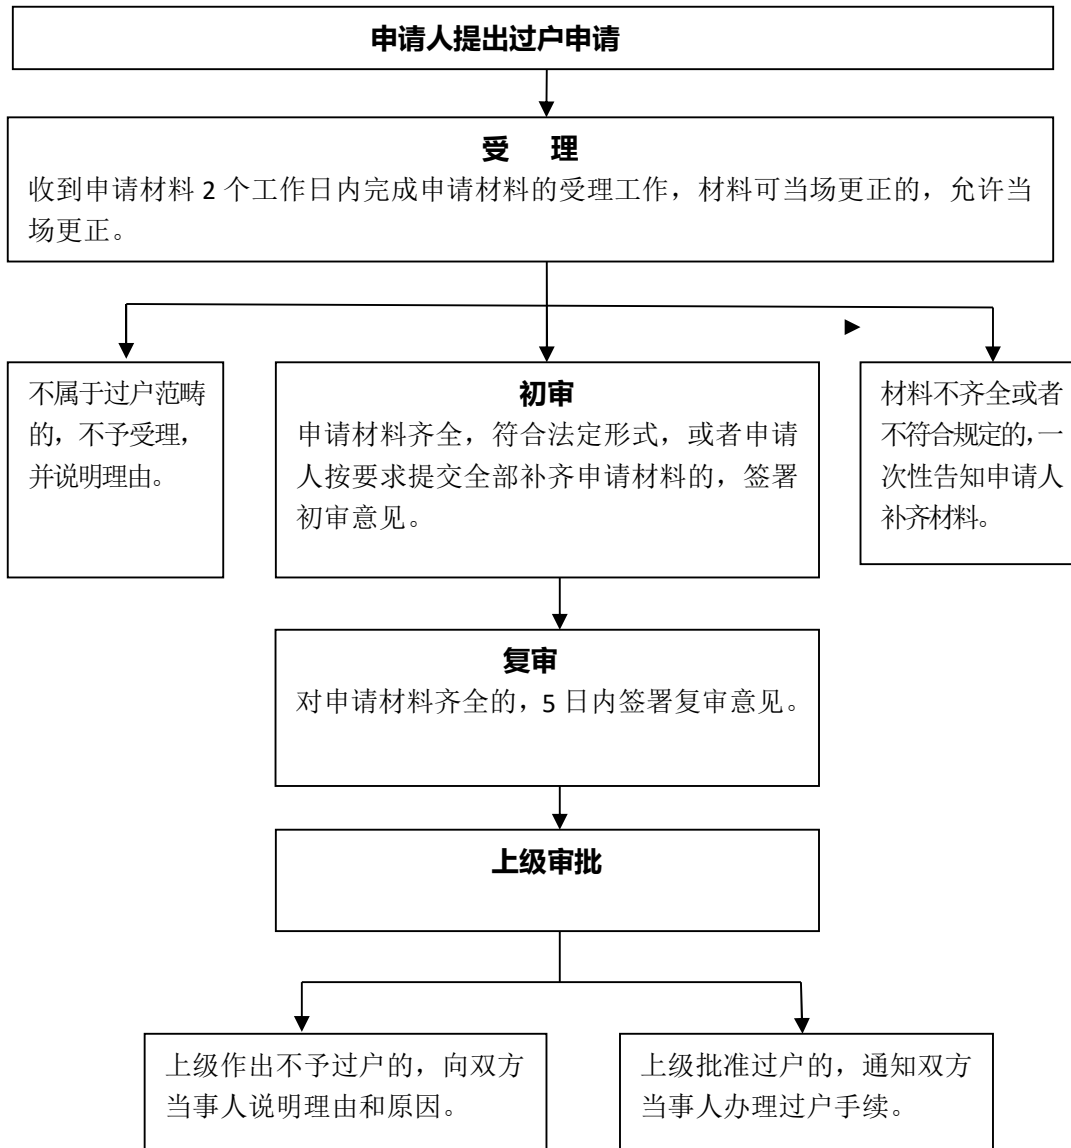 申请人提出过户申请
受 理
收到申请材料 2 个工作日内完成申请材料的受理工作，材料可当场更正的，允许当
场更正。
不属于过户范畴
的，不予受理，
并说明理由。
初审
申请材料齐全，符合法定形式，或者申请
人按要求提交全部补齐申请材料的，签署
初审意见。
材料不齐全或者
不符合规定的，一
次性告知申请人
补齐材料。
复审
对申请材料齐全的，5 日内签署复审意见。
上级审批
上级作出不予过户的，向双方
当事人说明理由和原因。
上级批准过户的，通知双方
当事人办理过户手续。